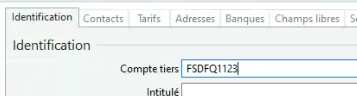 Identification Contacts Tarifs Adresses Banques Champs libres
Identification
Compte tiers FSDFQ1123
Intitulé